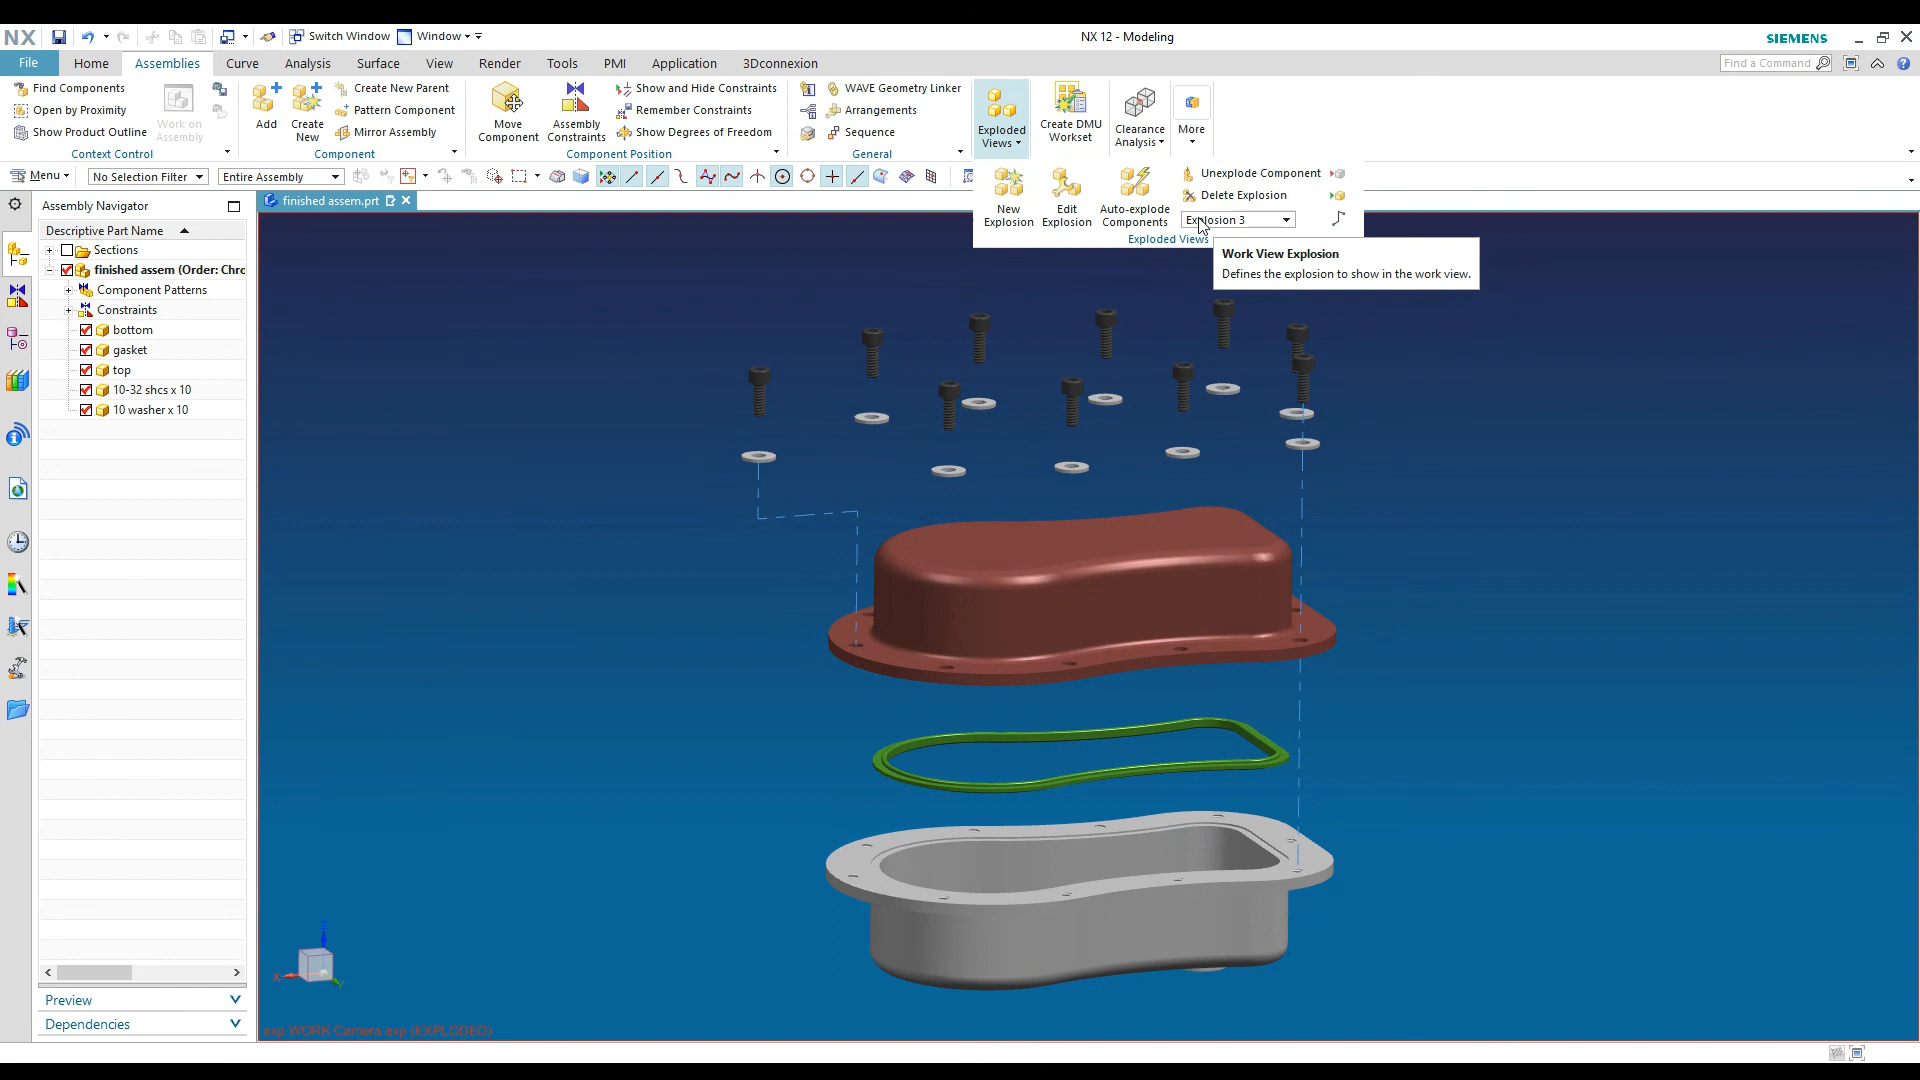 NX Switch Window Window NX 12 - Modeling SIEMENS
File Home Assemblies Curve Analysis Surface View Render Tools PMI Application 3Dconnexion Find a Command
Find Components
Open by Proximity
Show Product Outline
Work on Assembly
Context Control
Add
Create New
Create New Parent
Pattern Component
Mirror Assembly
Component
Move Component
Assembly Constraints
Show and Hide Constraints
Remember Constraints
Show Degrees of Freedom
Component Position
WAVE Geometry Linker
Arrangements
Sequence
General
Exploded Views
Create DMU Workset
Clearance Analysis
More
Menu No Selection Filter Entire Assembly
New Explosion
Edit Explosion
Auto-explode Components
Unexplode Component
Delete Explosion
Explosion 3
Exploded Views
Work View Explosion
Defines the explosion to show in the work view.
Assembly Navigator
finished assem.prt
Descriptive Part Name
Sections
finished assem (Order: Chro
Component Patterns
Constraints
bottom
gasket
top
10-32 shcs x 10
10 washer x 10
Preview
Dependencies
Z
X
Y
exp WORK Camera exp (EXPLODED)